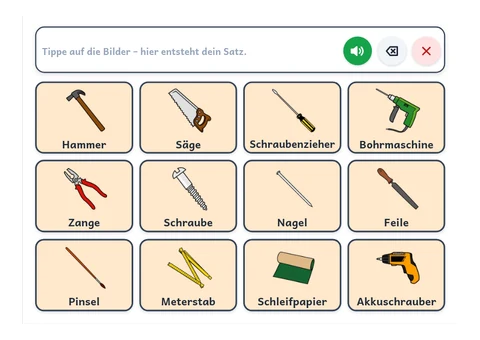 Tippe auf die Bilder – hier entsteht dein Satz.
Hammer
Säge
Schraubenzieher
Bohrmaschine
Zange
Schraube
Nagel
Feile
Pinsel
Meterstab
Schleifpapier
Akkuschrauber